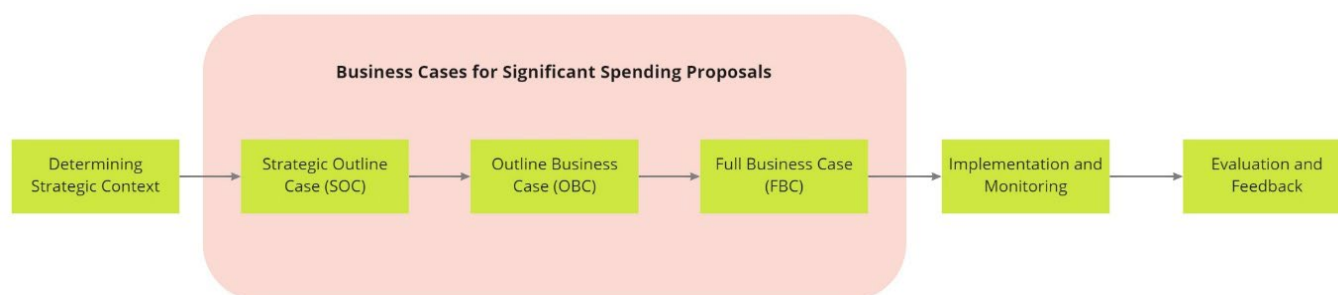 Business Cases for Significant Spending Proposals
Determining
Strategic Context
Strategic Outline
Case (SOC)
Outline Business
Case (OBC)
Full Business Case
(FBC)
Implementation and
Monitoring
Evaluation and
Feedback